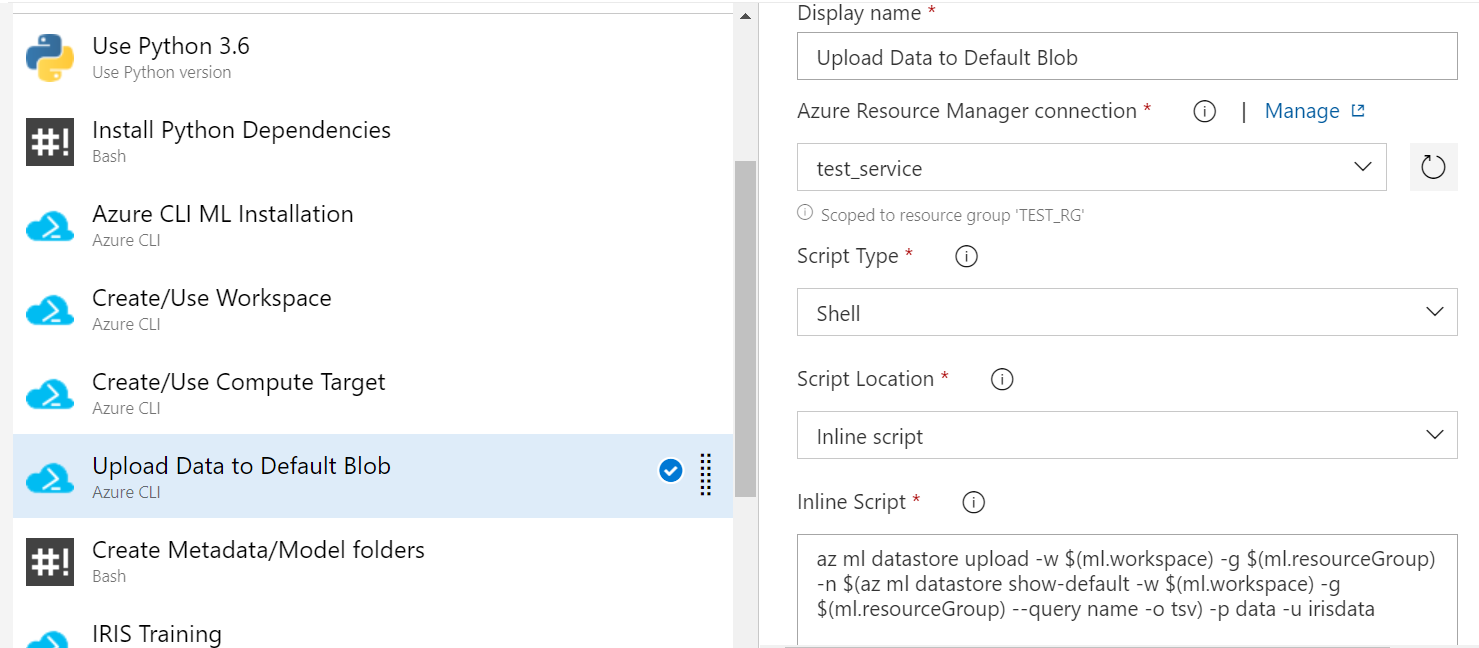 Use Python 3.6
Use Python version
#! Install Python Dependencies
Bash
Azure CLI ML Installation
Azure CLI
Create/Use Workspace
Azure CLI
Create/Use Compute Target
Azure CLI
Upload Data to Default Blob
Azure CLI
#! Create Metadata/Model folders
Bash
IRIS Training
Display name *
Upload Data to Default Blob
Azure Resource Manager connection * | Manage
test_service
Scoped to resource group 'TEST_RG'
Script Type *
Shell
Script Location *
Inline script
Inline Script *
az ml datastore upload -w $(ml.workspace) -g $(ml.resourceGroup)
-n $(az ml datastore show-default -w $(ml.workspace) -g
$(ml.resourceGroup) --query name -o tsv) -p data -u irisdata